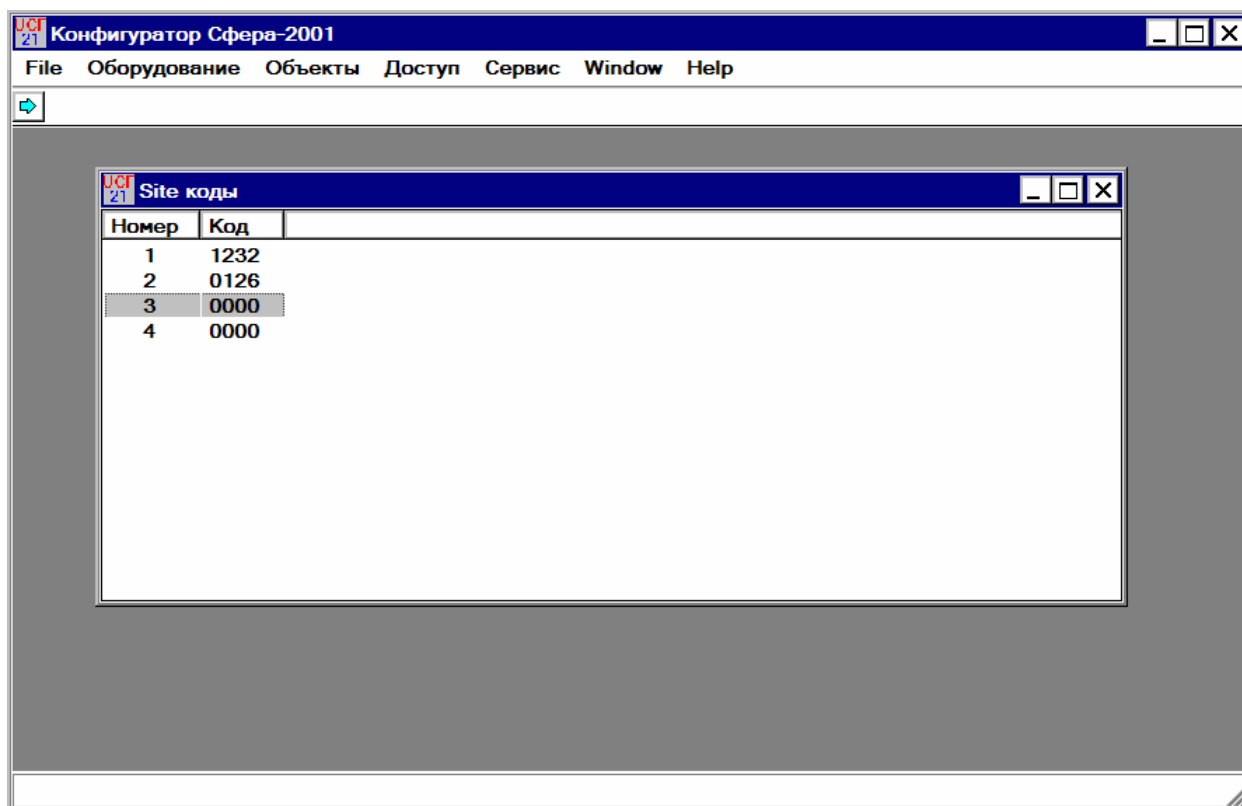 Конфигуратор Сфера-2001
File Оборудование Объекты Доступ Сервис Window Help
Site коды
Номер Код
1 1232
2 0126
3 0000
4 0000